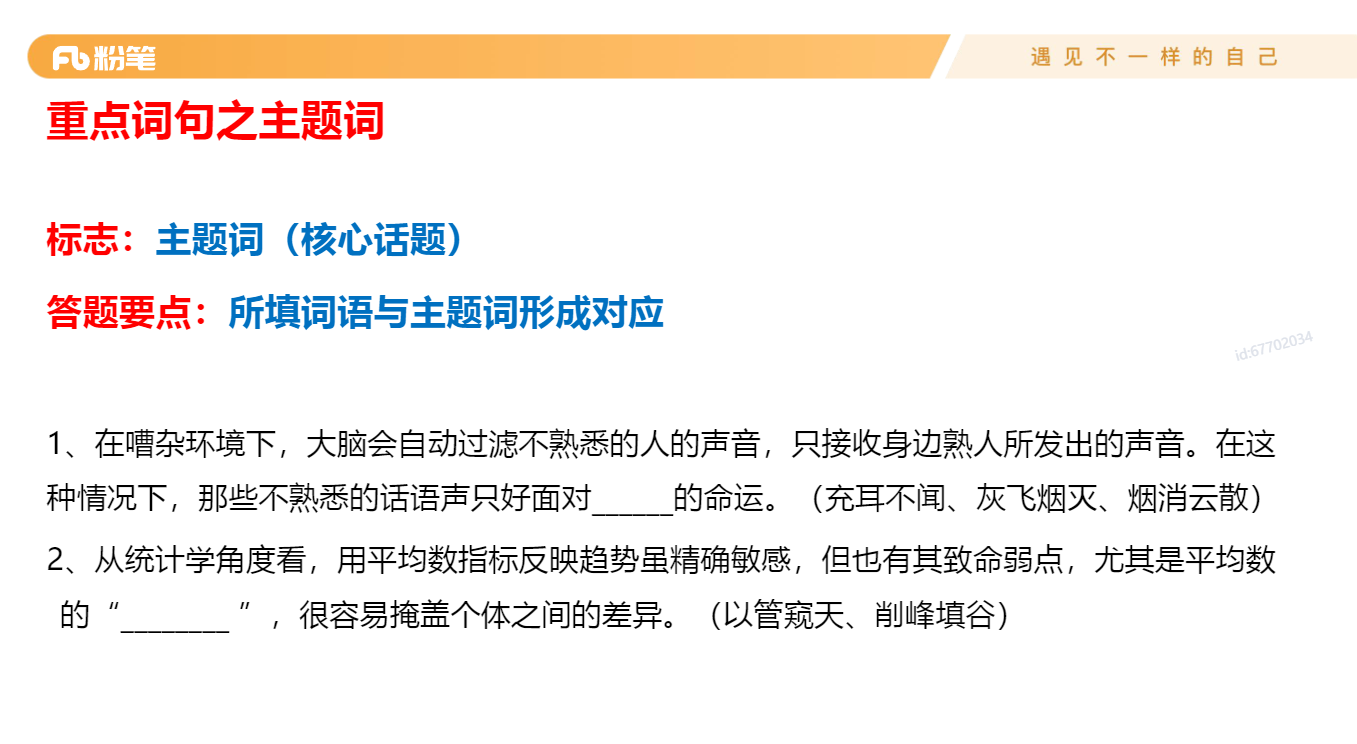 粉笔
遇见不一样的自己
重点词句之主题词
标志：主题词（核心话题）
答题要点：所填词语与主题词形成对应
id:67702034
1、在嘈杂环境下，大脑会自动过滤不熟悉的人的声音，只接收身边熟人所发出的声音。在这
种情况下，那些不熟悉的话语声只好面对______的命运。（充耳不闻、灰飞烟灭、烟消云散）
2、从统计学角度看，用平均数指标反映趋势虽精确敏感，但也有其致命弱点，尤其是平均数
的“________ ”，很容易掩盖个体之间的差异。（以管窥天、削峰填谷）